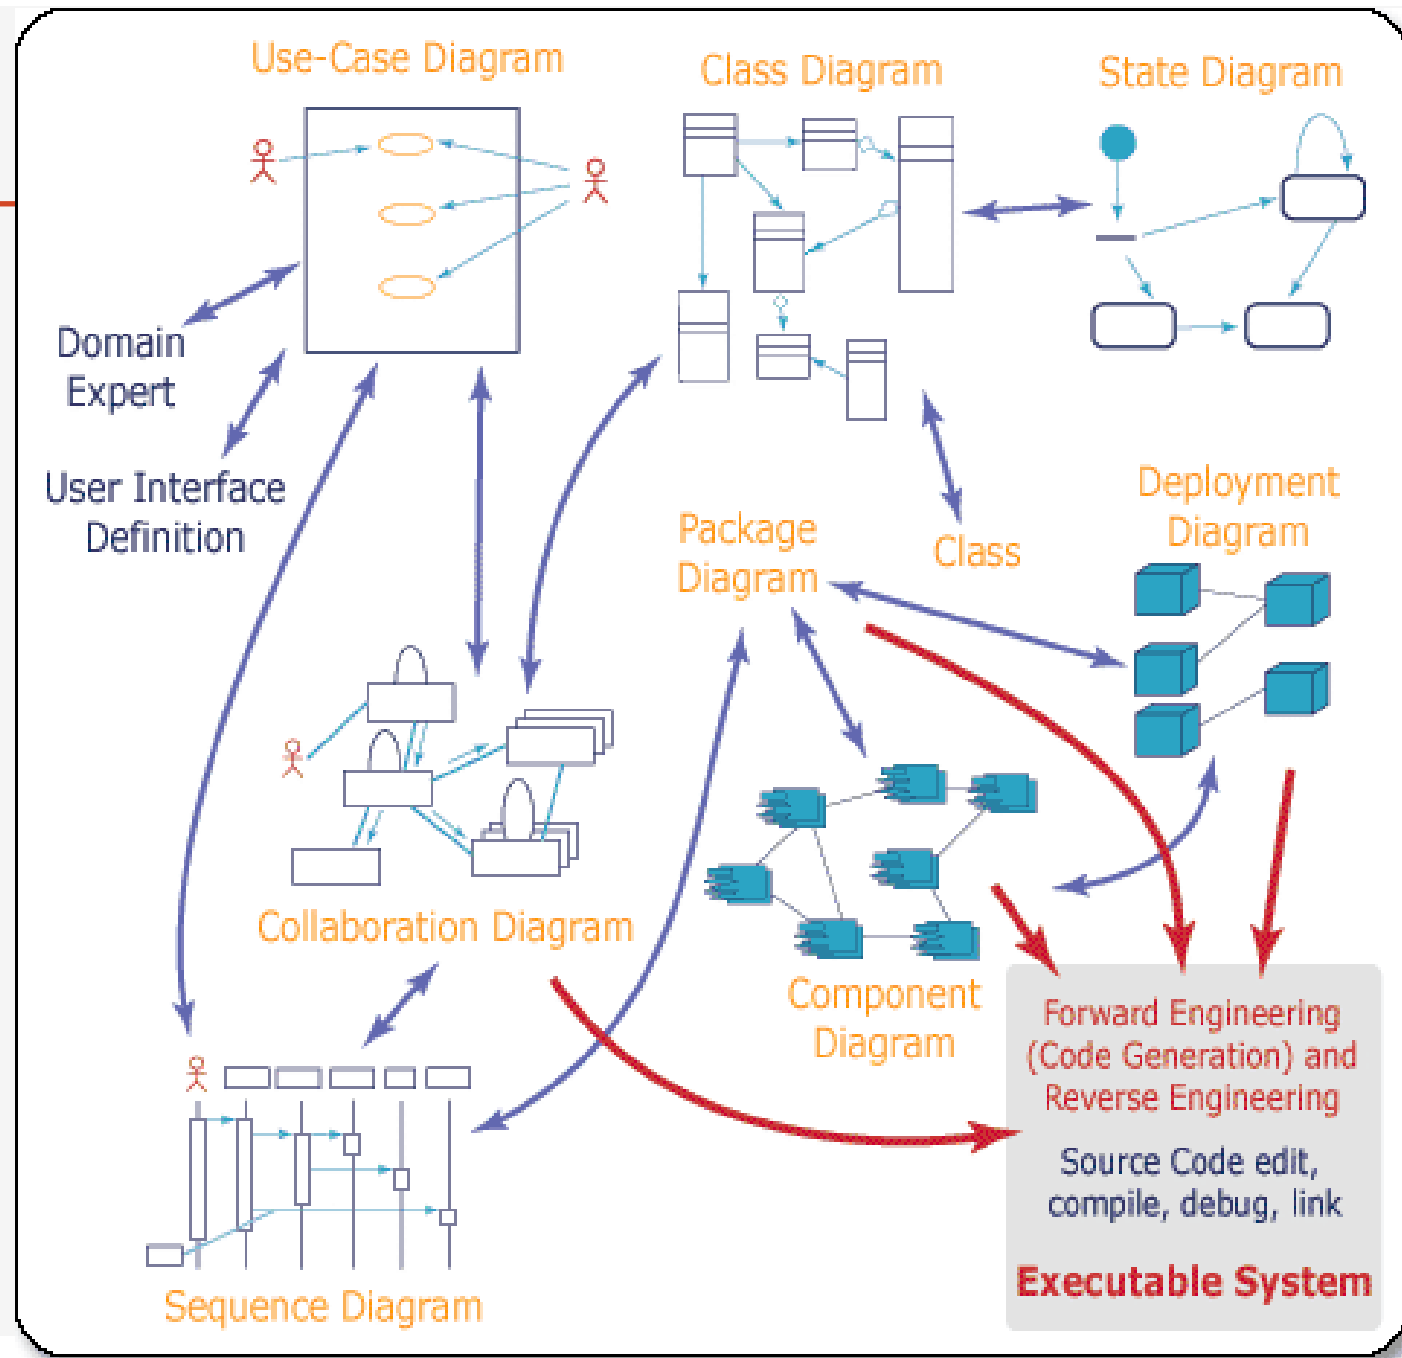 Use-Case Diagram
Class Diagram
State Diagram
Domain
Expert
User Interface
Definition
Package
Diagram
Class
Deployment
Diagram
Collaboration Diagram
Component
Diagram
Sequence Diagram
Forward Engineering
(Code Generation) and
Reverse Engineering
Source Code edit,
compile, debug, link
Executable System